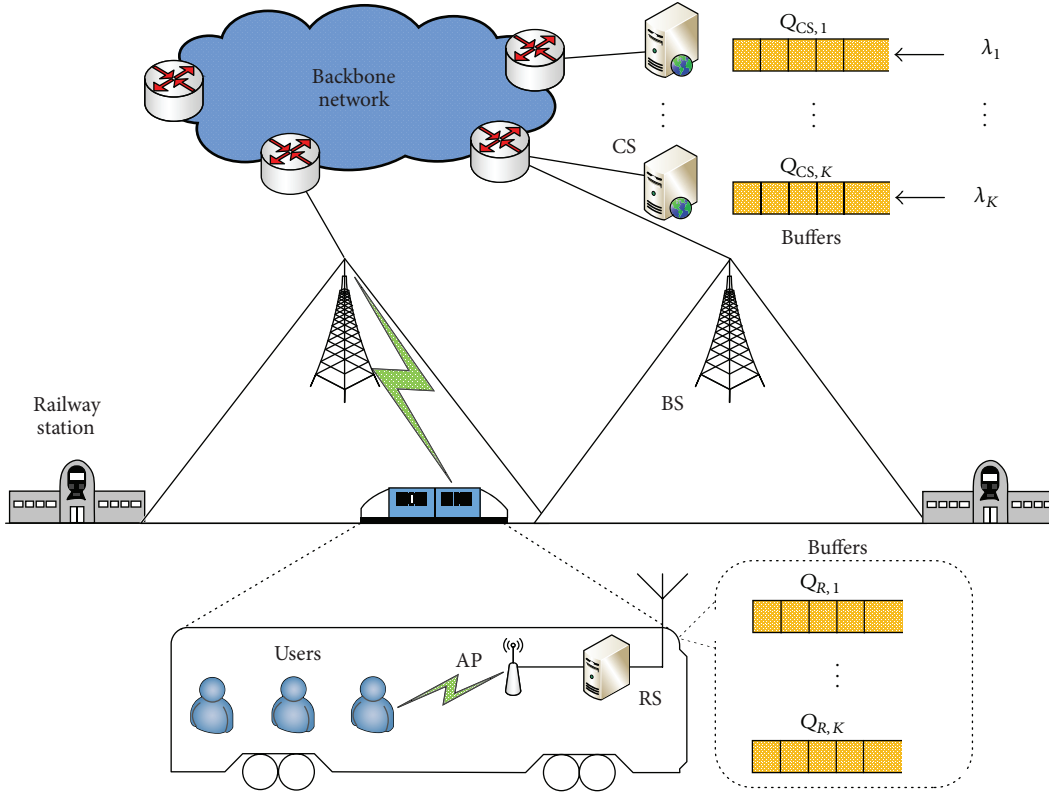 Q_CS,1
λ_1
Backbone
network
⋮ ⋮ ⋮
CS
Q_CS,K
λ_K
Buffers
Railway
station
BS
Buffers
Q_R,1
Users
AP
RS
⋮
Q_R,K